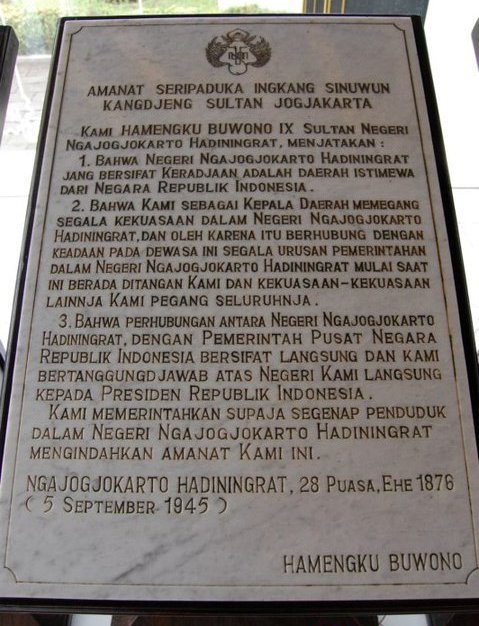 AMANAT SERIPADUKA INGKANG SINUWUN
KANGDJENG SULTAN JOGJAKARTA
KAMI HAMENGKU BUWONO IX SULTAN NEGERI
NGAJOGJOKARTO HADININGRAT, MENJATAKAN :
1. BAHWA NEGERI NGAJOGJOKARTO HADININGRAT
JANG BERSIFAT KERADJAAN ADALAH DAERAH ISTIMEWA
DARI NEGARA REPUBLIK INDONESIA.
2. BAHWA KAMI SEBAGAI KEPALA DAERAH MEMEGANG
SEGALA KEKUASAAN DALAM NEGERI NGAJOGJOKARTO
HADININGRAT, DAN OLEH KARENA ITU BERHUBUNG DENGAN
KEADAAN PADA DEWASA INI SEGALA URUSAN PEMERINTAHAN
DALAM NEGERI NGAJOGJOKARTO HADININGRAT MULAI SAAT
INI BERADA DITANGAN KAMI DAN KEKUASAAN-KEKUASAAN
LAINNJA KAMI PEGANG SELURUHNJA.
3. BAHWA PERHUBUNGAN ANTARA NEGERI NGAJOGJOKARTO
HADININGRAT, DENGAN PEMERINTAH PUSAT NEGARA
REPUBLIK INDONESIA BERSIFAT LANGSUNG DAN KAMI
BERTANGGUNGDJAWAB ATAS NEGERI KAMI LANGSUNG
KEPADA PRESIDEN REPUBLIK INDONESIA.
KAMI MEMERINTAHKAN SUPAJA SEGENAP PENDUDUK
DALAM NEGERI NGAJOGJOKARTO HADININGRAT
MENGINDAHKAN AMANAT KAMI INI.
NGAJOGJOKARTO HADININGRAT, 28 PUASA, EHE 1876
( 5 SEPTEMBER 1945 )
HAMENGKU BUWONO